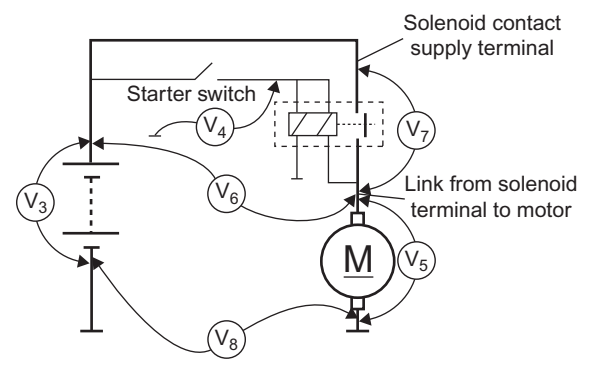 Solenoid contact
supply terminal
Starter switch
V4
V7
V3
V6
Link from solenoid
terminal to motor
M
V5
V8